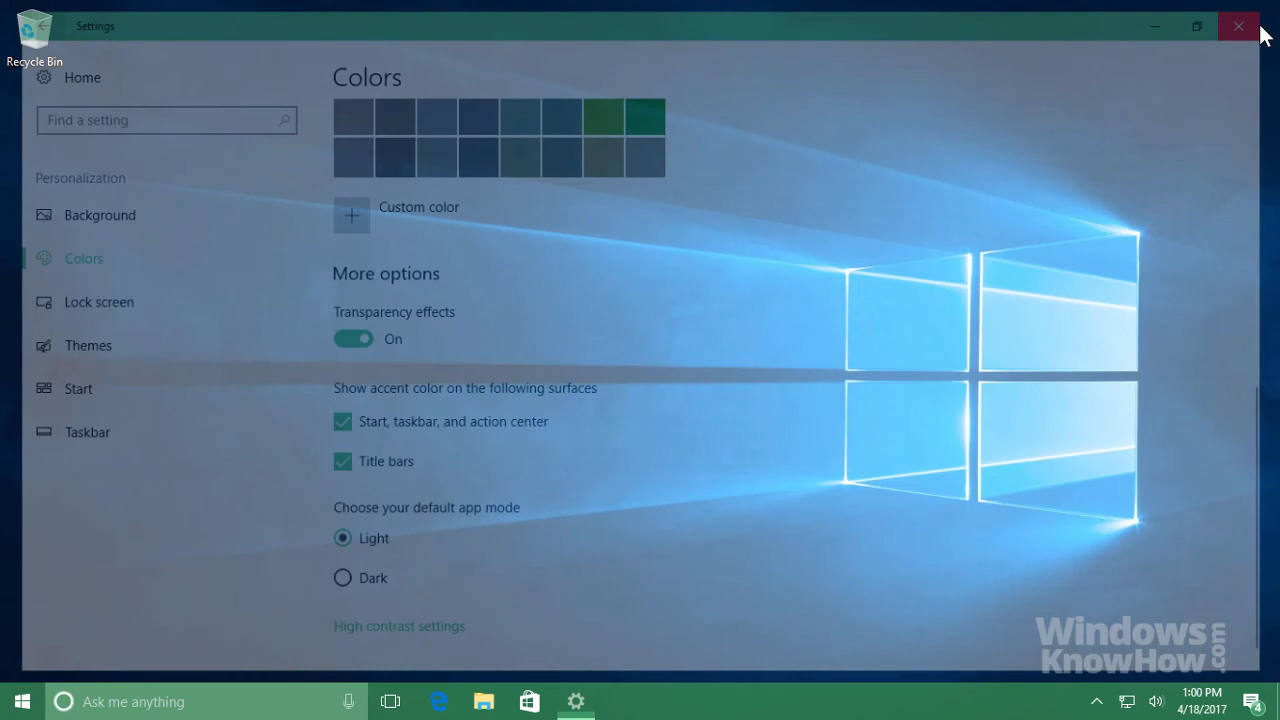 Settings
Recycle Bin
Home
Find a setting
Personalization
Background
Colors
Lock screen
Themes
Start
Taskbar
Colors
Custom color
More options
Transparency effects
On
Show accent color on the following surfaces
Start, taskbar, and action center
Title bars
Choose your default app mode
Light
Dark
High contrast settings
Windows
KnowHow.com
Ask me anything
1:00 PM
4/18/2017
4